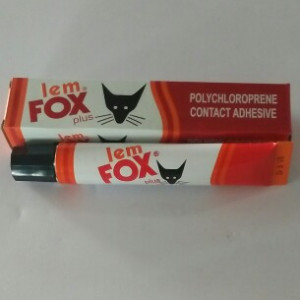 lem®
FOX
plus
POLYCHLOROPRENE
CONTACT ADHESIVE
lem
FOX®
plus